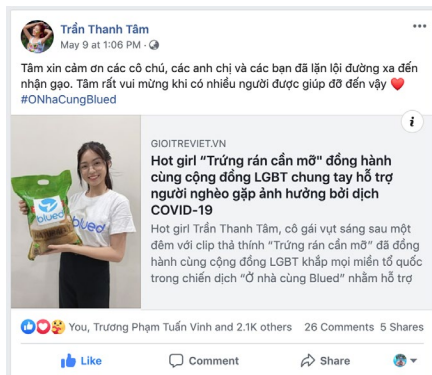 Trần Thanh Tâm
May 9 at 1:06 PM ·
Tâm xin cảm ơn các cô chú, các anh chị và các bạn đã lặn lội đường xa đến
nhận gạo. Tâm rất vui mừng khi có nhiều người được giúp đỡ đến vậy
#ONhaCungBlued
blued
blued
GIOITREVIET.VN
Hot girl “Trứng rán cần mỡ" đồng hành
cùng cộng đồng LGBT chung tay hỗ trợ
người nghèo gặp ảnh hưởng bởi dịch
COVID-19
Hot girl Trần Thanh Tâm, cô gái vụt sáng sau một
đêm với clip thả thính “Trứng rán cần mỡ” đã đồng
hành cùng cộng đồng LGBT khắp mọi miền tổ quốc
trong chiến dịch “Ở nhà cùng Blued” nhằm hỗ trợ
You, Trương Phạm Tuấn Vinh and 2.1K others 26 Comments 5 Shares
Like Comment Share